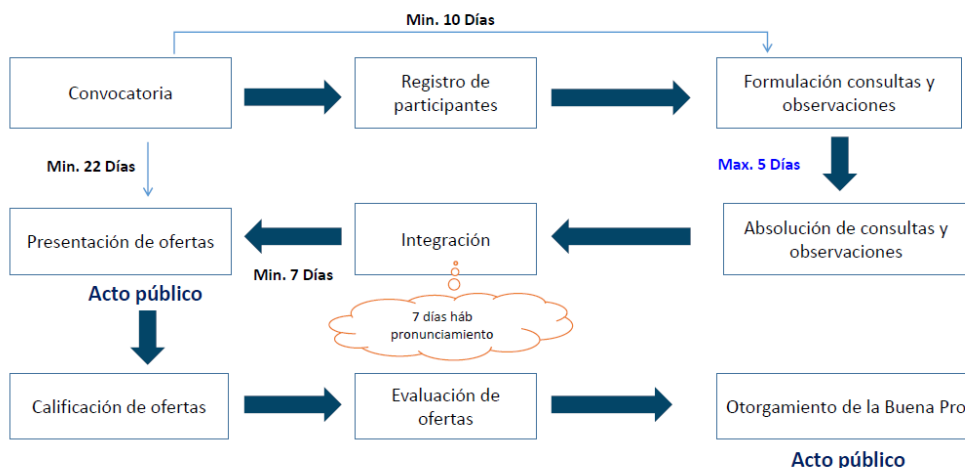 Min. 10 Días
Convocatoria
Registro de
participantes
Formulación consultas y
observaciones
Min. 22 Días
Max. 5 Días
Presentación de ofertas
Integración
Absolución de consultas y
observaciones
Min. 7 Días
Acto público
7 días háb
pronunciamiento
Calificación de ofertas
Evaluación de
ofertas
Otorgamiento de la Buena Pro
Acto público